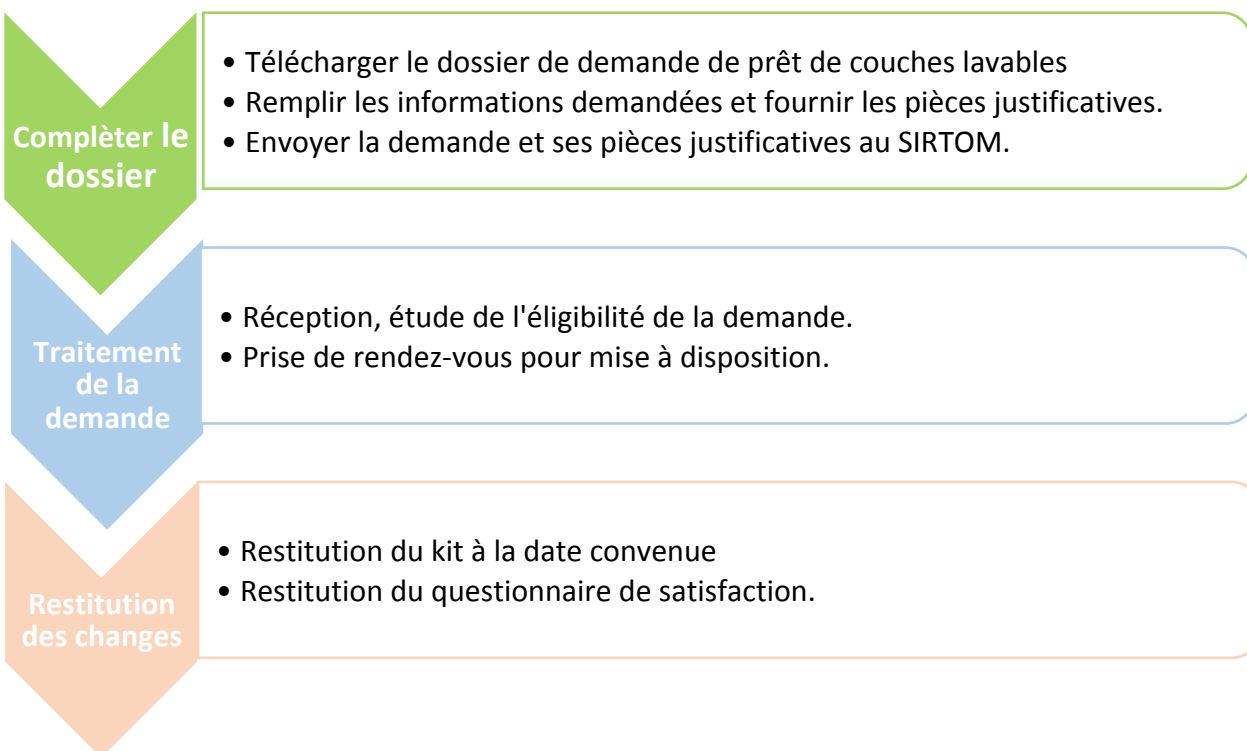 Complèter le
dossier
• Télécharger le dossier de demande de prêt de couches lavables
• Remplir les informations demandées et fournir les pièces justificatives.
• Envoyer la demande et ses pièces justificatives au SIRTOM.
Traitement
de la
demande
• Réception, étude de l'éligibilité de la demande.
• Prise de rendez-vous pour mise à disposition.
Restitution
des changes
• Restitution du kit à la date convenue
• Restitution du questionnaire de satisfaction.